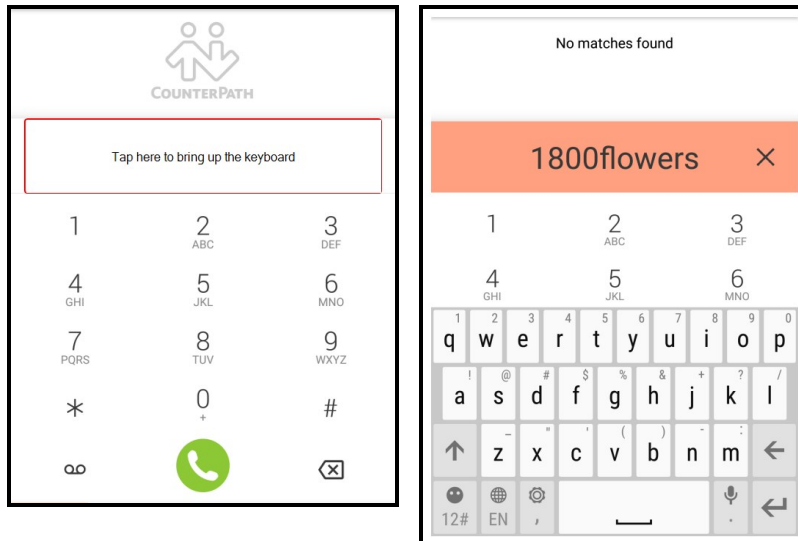 COUNTERPATH
Tap here to bring up the keyboard
1 2 3
ABC DEF
4 5 6
GHI JKL MNO
7 8 9
PQRS TUV WXYZ
* 0 #
+
No matches found
1800flowers ×
1 2 3
ABC DEF
4 5 6
GHI JKL MNO
1 2 3 4 5 6 7 8 9 0
q w e r t y u i o p
! @ # $ % & + ? /
a s d f g h j k l
_ " ' ( ) - :
z x c v b n m
12# EN , .